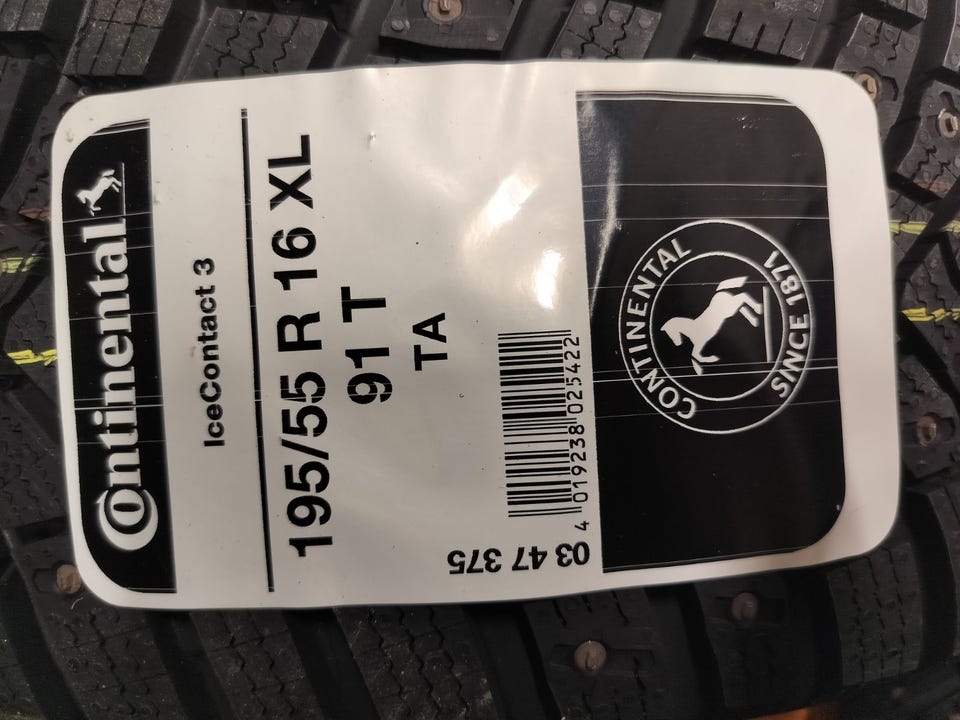 Continental
IceContact 3
195/55 R 16 XL
91 T
TA
4 019238 025422
03 47 375
CONTINENTAL
SINCE 1871